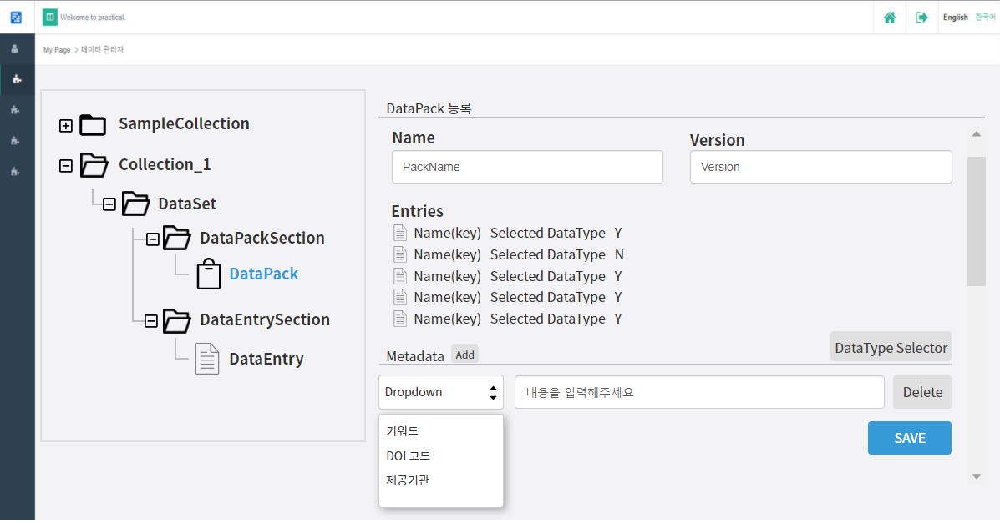 Welcome to practical.
English 한국어
My Page > 데이터 관리자
SampleCollection
Collection_1
DataSet
DataPackSection
DataPack
DataEntrySection
DataEntry
DataPack 등록
Name
Version
PackName
Version
Entries
Name(key) Selected DataType Y
Name(key) Selected DataType N
Name(key) Selected DataType Y
Name(key) Selected DataType Y
Name(key) Selected DataType Y
DataType Selector
Metadata Add
Dropdown 내용을 입력해주세요 Delete
키워드
DOI 코드
제공기관
SAVE